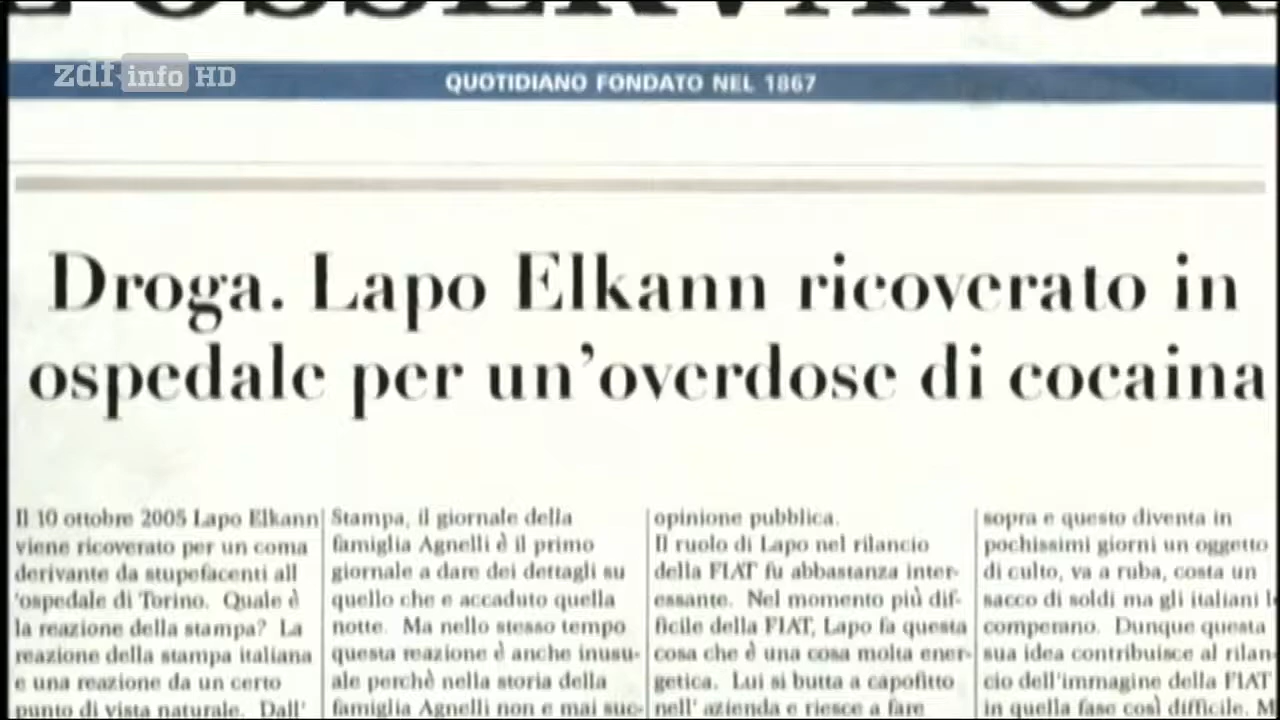 L'OSSERVATORE
zdf info HD
QUOTIDIANO FONDATO NEL 1867
Droga. Lapo Elkann ricoverato in
ospedale per un'overdose di cocaina
Il 10 ottobre 2005 Lapo Elkann
viene ricoverato per un coma
derivante da stupefacenti all
'ospedale di Torino. Quale è
la reazione della stampa? La
reazione della stampa italiana
e una reazione da un certo
punto di vista naturale. Dall'
Stampa, il giornale della
famiglia Agnelli è il primo
giornale a dare dei dettagli su
quello che e accaduto quella
notte. Ma nello stesso tempo
questa reazione è anche inusu-
ale perchè nella storia della
famiglia Agnelli non e mai suc-
opinione pubblica.
Il ruolo di Lapo nel rilancio
della FIAT fu abbastanza inter-
essante. Nel momento più dif-
ficile della FIAT, Lapo fa questa
cosa che è una cosa molta ener-
getica. Lui si butta a capofitto
nell' azienda e riesce a fare
sopra e questo diventa in
pochissimi giorni un oggetto
di culto, va a ruba, costa un
sacco di soldi ma gli italiani l
comperano. Dunque questa
sua idea contribuisce al rilan-
cio dell'immagine della FIAT
in quella fase così difficile. M